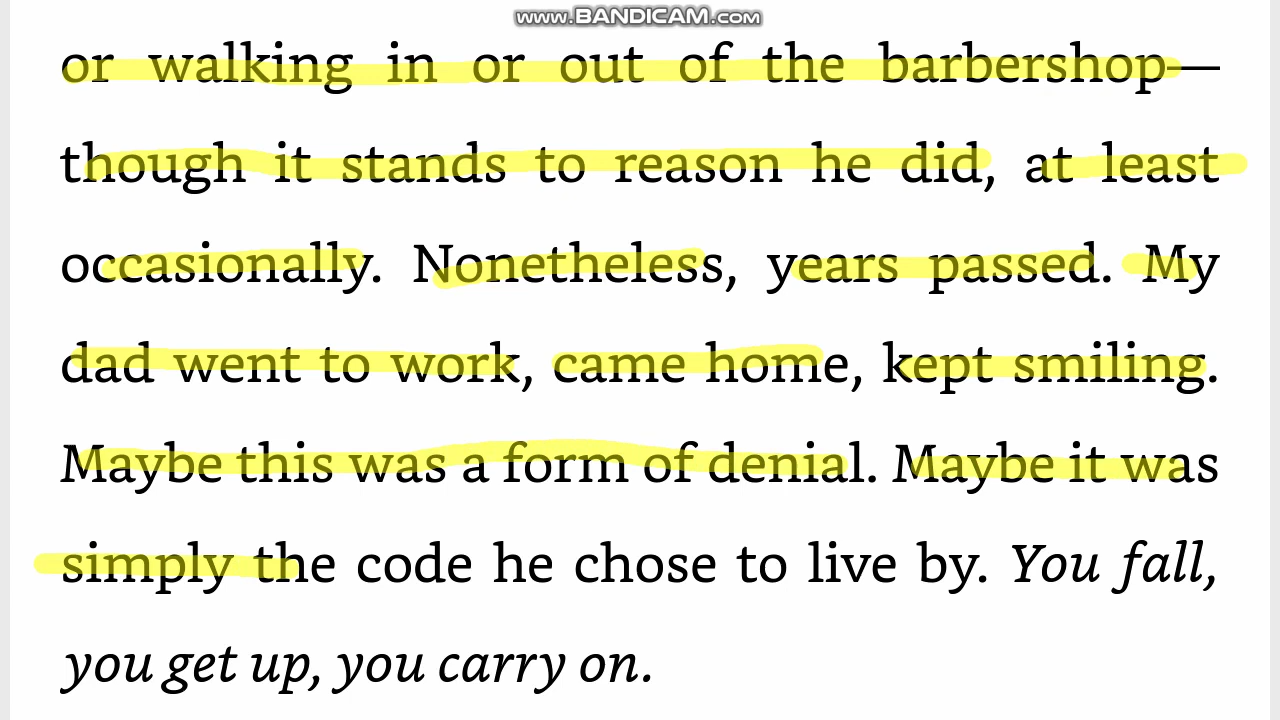 www.BANDICAM.com
or walking in or out of the barbershop—
though it stands to reason he did, at least
occasionally. Nonetheless, years passed. My
dad went to work, came home, kept smiling.
Maybe this was a form of denial. Maybe it was
simply the code he chose to live by. You fall,
you get up, you carry on.